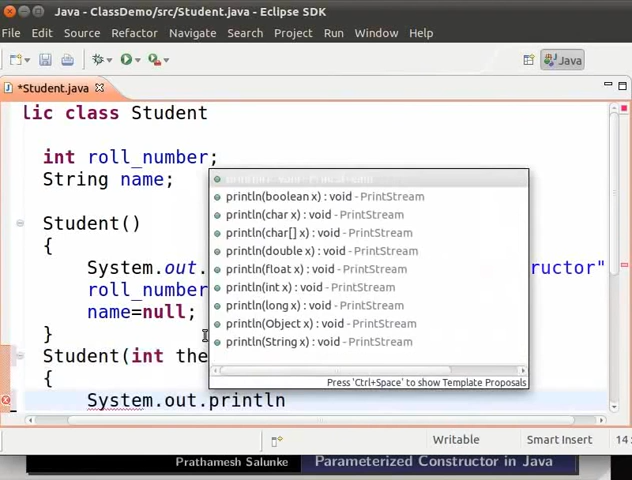 Java - ClassDemo/src/Student.java - Eclipse SDK
File Edit Source Refactor Navigate Search Project Run Window Help
Java
*Student.java
lic class Student
int roll_number;
String name;
println() : void - PrintStream
println(boolean x) : void - PrintStream
println(char x) : void - PrintStream
println(char[] x) : void - PrintStream
println(double x) : void - PrintStream
println(float x) : void - PrintStream
println(int x) : void - PrintStream
println(long x) : void - PrintStream
println(Object x) : void - PrintStream
println(String x) : void - PrintStream
Press 'Ctrl+Space' to show Template Proposals
Student()
{
System.out. ructor"
roll_number
name=null;
}
Student(int the
{
System.out.println
Writable Smart Insert 14:
Prathamesh Salunke Parameterized Constructor in Java